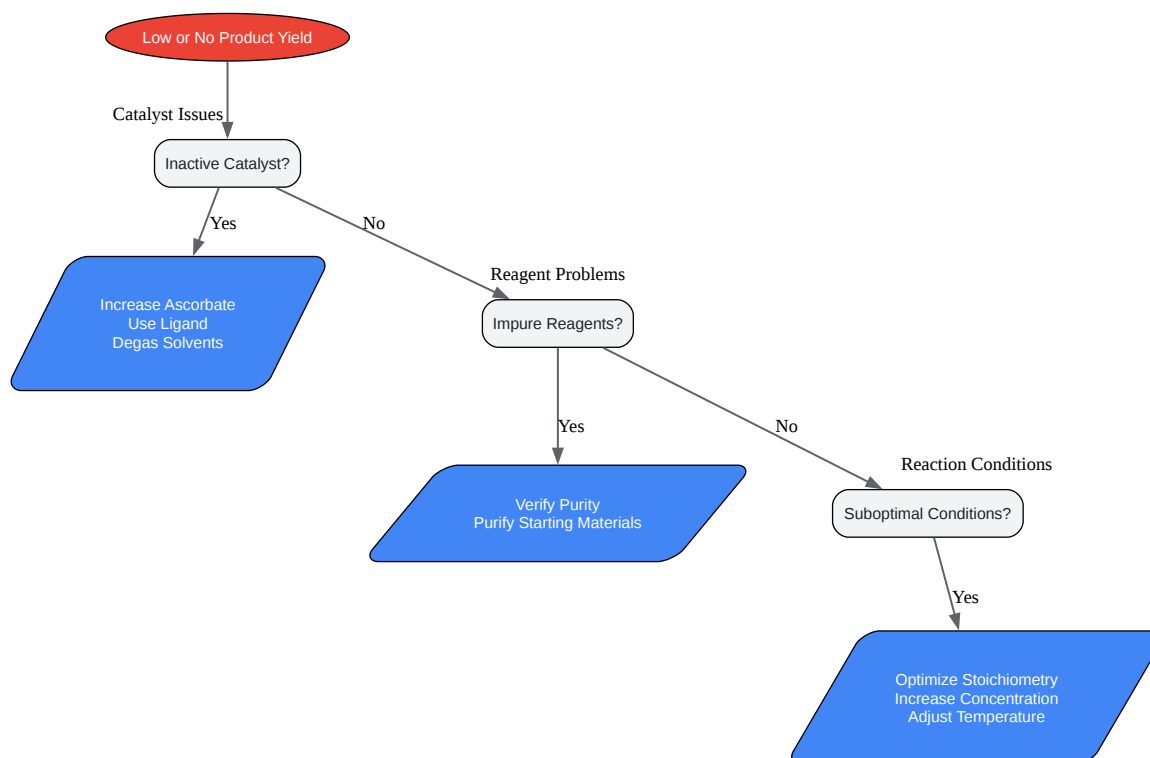 Low or No Product Yield
Catalyst Issues
Inactive Catalyst?
Yes
No
Reagent Problems
Increase Ascorbate
Use Ligand
Degas Solvents
Impure Reagents?
Yes
No
Reaction Conditions
Verify Purity
Purify Starting Materials
Suboptimal Conditions?
Yes
Optimize Stoichiometry
Increase Concentration
Adjust Temperature